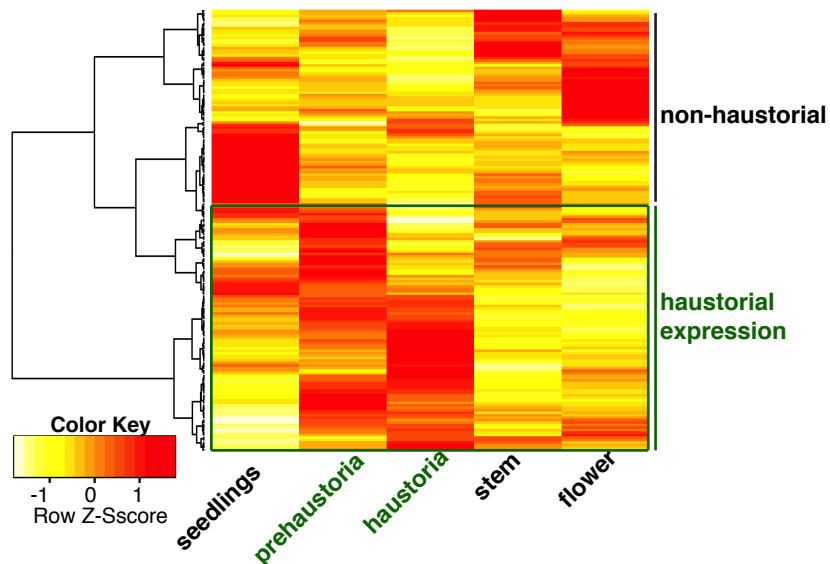 non-haustorial
haustorial
expression
Color Key
-1 0 1
Row Z-Sscore
seedlings
prehaustoria
haustoria
stem
flower